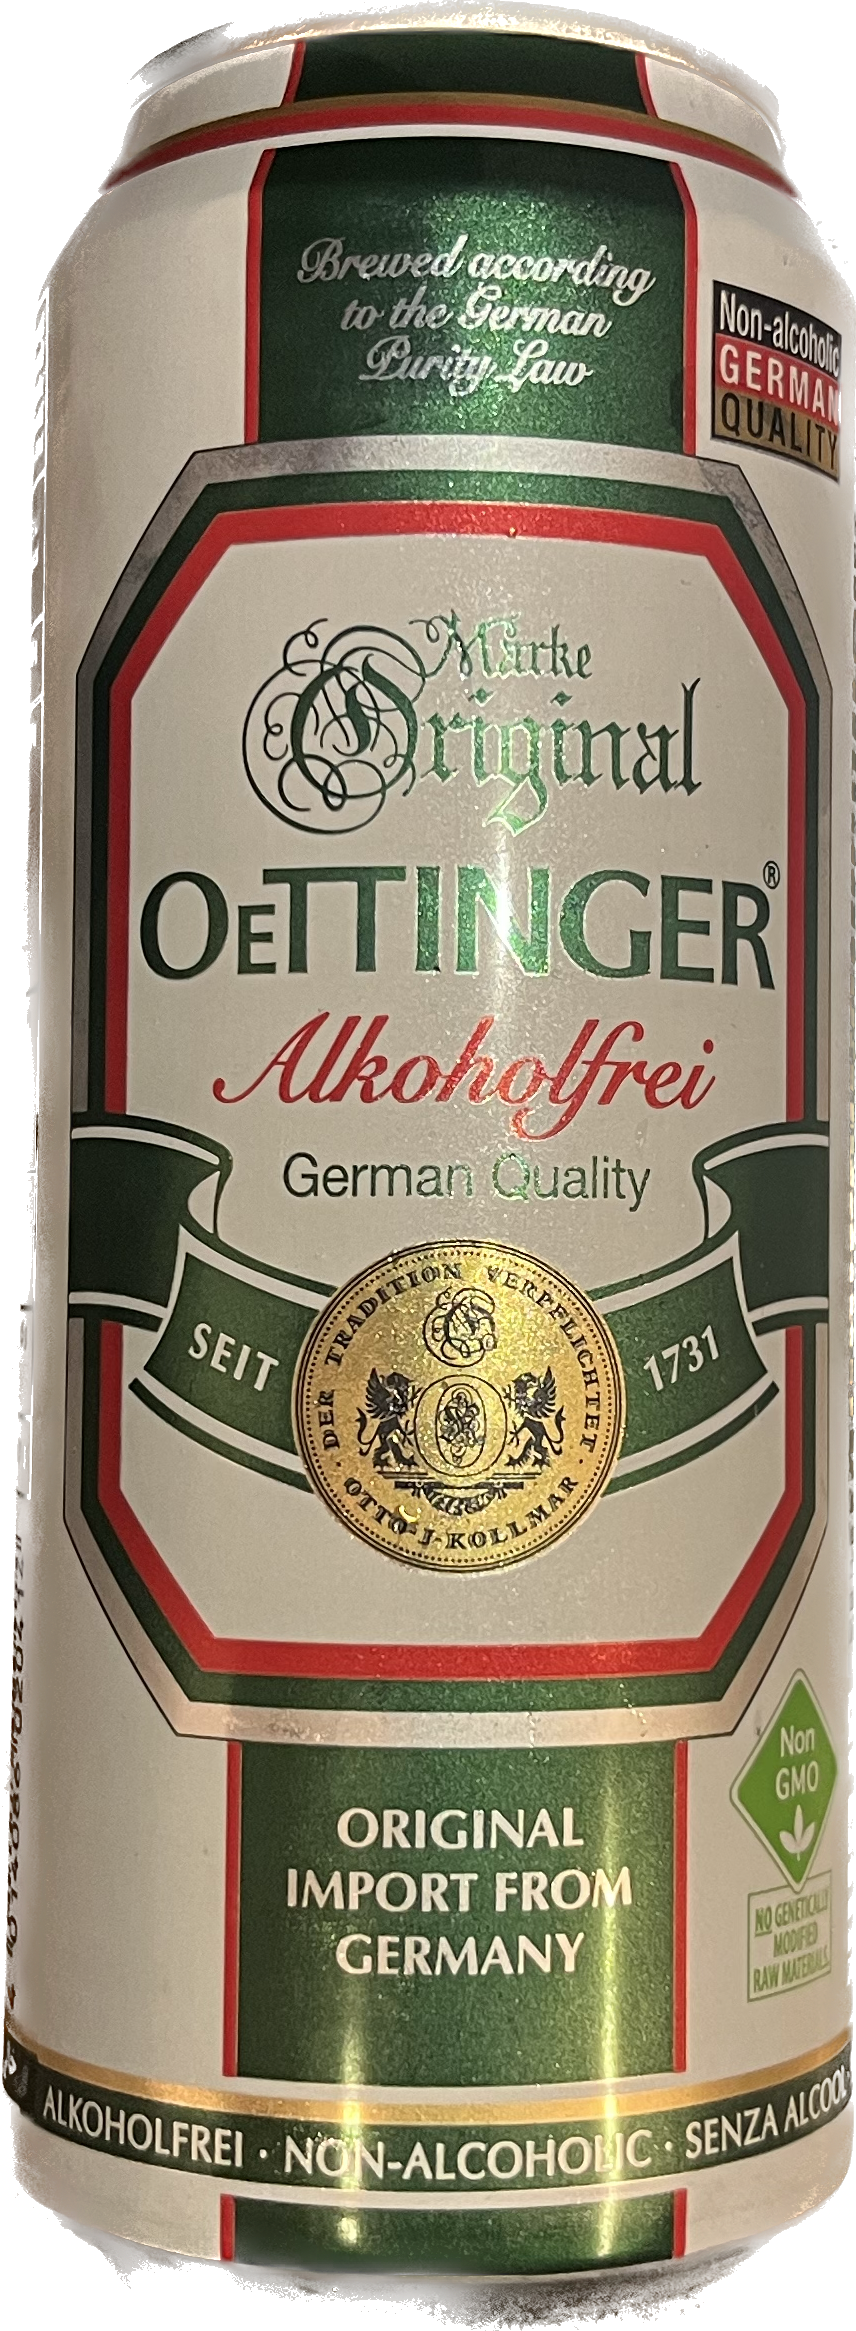 Brewed according
to the German
Purity Law
Non-alcoholic
GERMAN
QUALITY
Marke
Original
OETTINGER®
Alkoholfrei
German Quality
SEIT
1731
· DER TRADITION VERPFLICHTET ·
OTTO·J·KOLLMAR
Non
GMO
NO GENETICALLY
MODIFIED
RAW MATERIALS
ORIGINAL
IMPORT FROM
GERMANY
ALKOHOLFREI · NON-ALCOHOLIC · SENZA ALCOOL